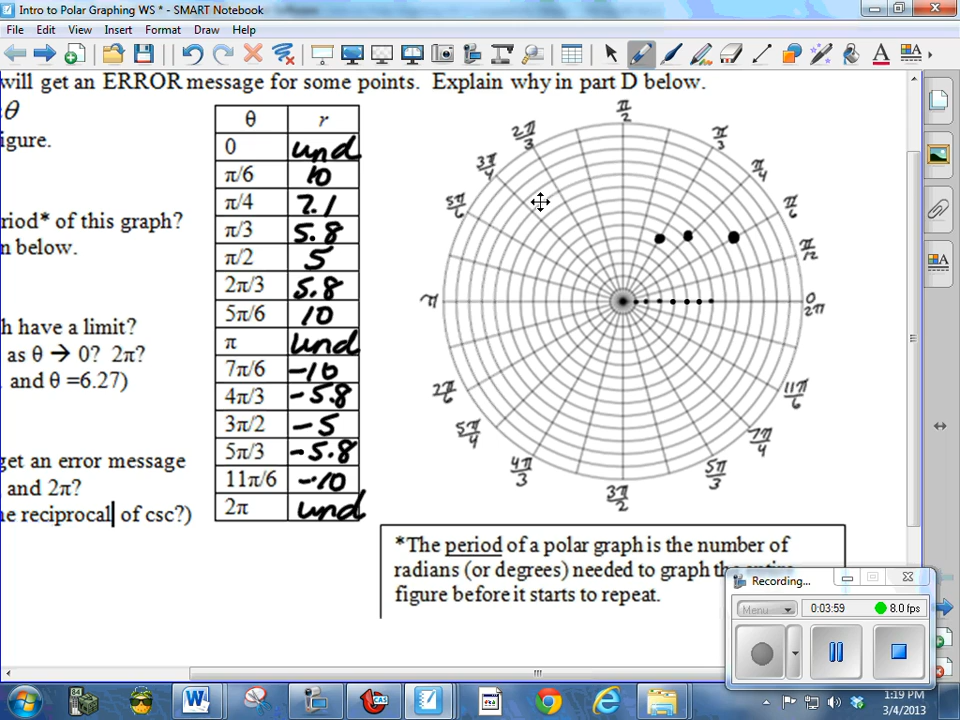 Intro to Polar Graphing WS * - SMART Notebook
File Edit View Insert Format Draw Help
will get an ERROR message for some points. Explain why in part D below.
θ
igure.
riod* of this graph?
n below.
h have a limit?
as θ → 0? 2π?
and θ =6.27)
get an error message
and 2π?
ne reciprocal of csc?)
θ r
0 und
π/6 10
π/4 7.1
π/3 5.8
π/2 5
2π/3 5.8
5π/6 10
π und
7π/6 -10
4π/3 -5.8
3π/2 -5
5π/3 -5.8
11π/6 -10
2π und
π/2
2π/3
π/3
3π/4
π/4
5π/6
π/6
π/12
π
0
2π
11π/6
5π/4
7π/4
4π/3
5π/3
3π/2
*The period of a polar graph is the number of
radians (or degrees) needed to graph the entire
figure before it starts to repeat.
Recording...
Menu 00:03:59 8.0 fps
84
CAS
W
1:19 PM
3/4/2013